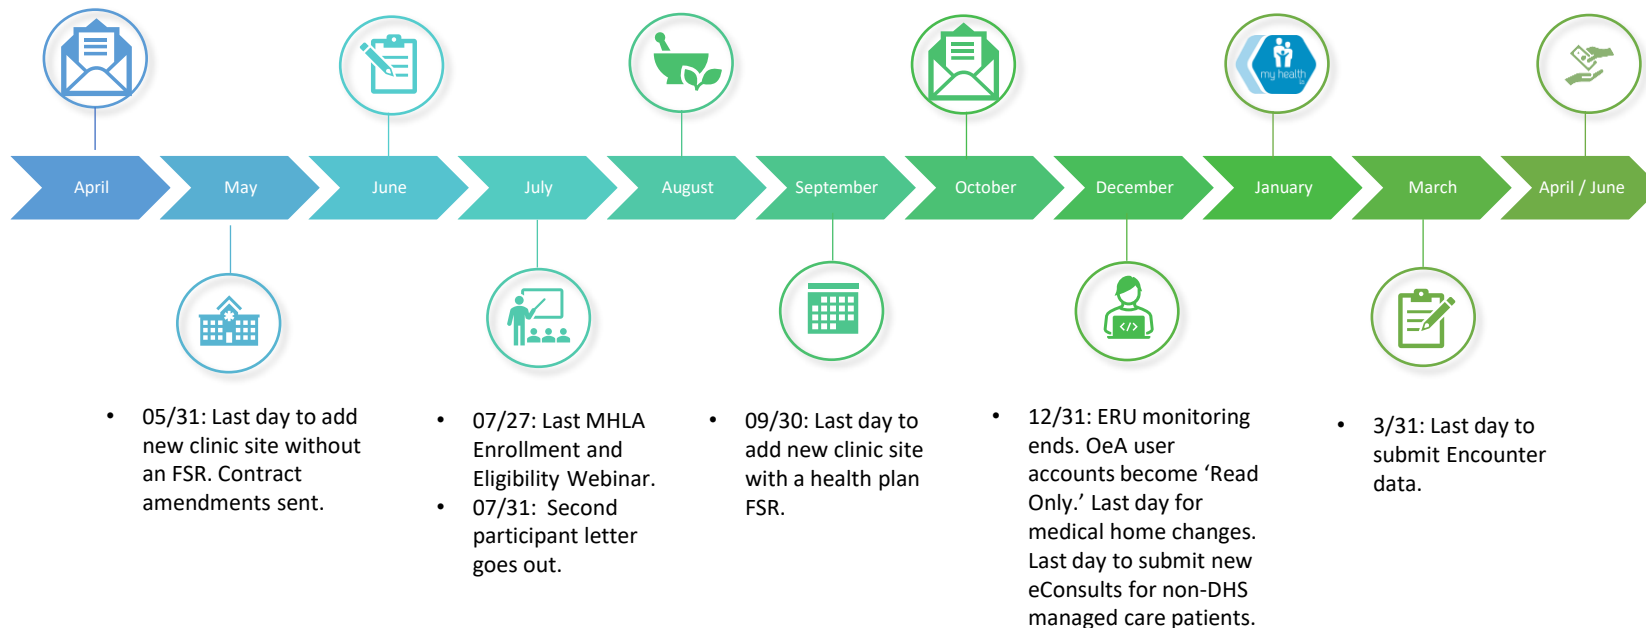 my health
April
May
June
July
August
September
October
December
January
March
April / June
• 05/31: Last day to add
new clinic site without
an FSR. Contract
amendments sent.
• 07/27: Last MHLA
Enrollment and
Eligibility Webinar.
• 07/31: Second
participant letter
goes out.
• 09/30: Last day to
add new clinic site
with a health plan
FSR.
• 12/31: ERU monitoring
ends. OeA user
accounts become ‘Read
Only.’ Last day for
medical home changes.
Last day to submit new
eConsults for non-DHS
managed care patients.
• 3/31: Last day to
submit Encounter
data.